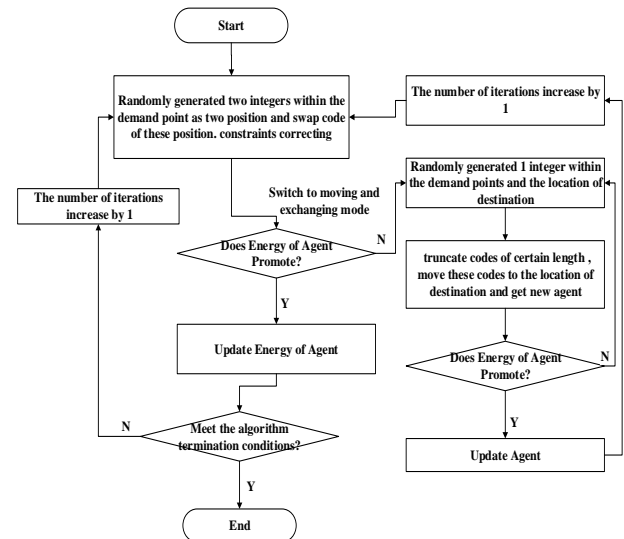 Start
Randomly generated two integers within the
demand point as two position and swap code
of these position. constraints correcting
The number of iterations increase by
1
The number of iterations
increase by 1
Switch to moving and
exchanging mode
Randomly generated 1 integer within
the demand points and the location of
destination
Does Energy of Agent
Promote?
N
Y
truncate codes of certain length ,
move these codes to the location of
destination and get new agent
Update Energy of Agent
Does Energy of Agent
Promote?
N
Y
Meet the algorithm
termination conditions?
N
Y
Update Agent
End